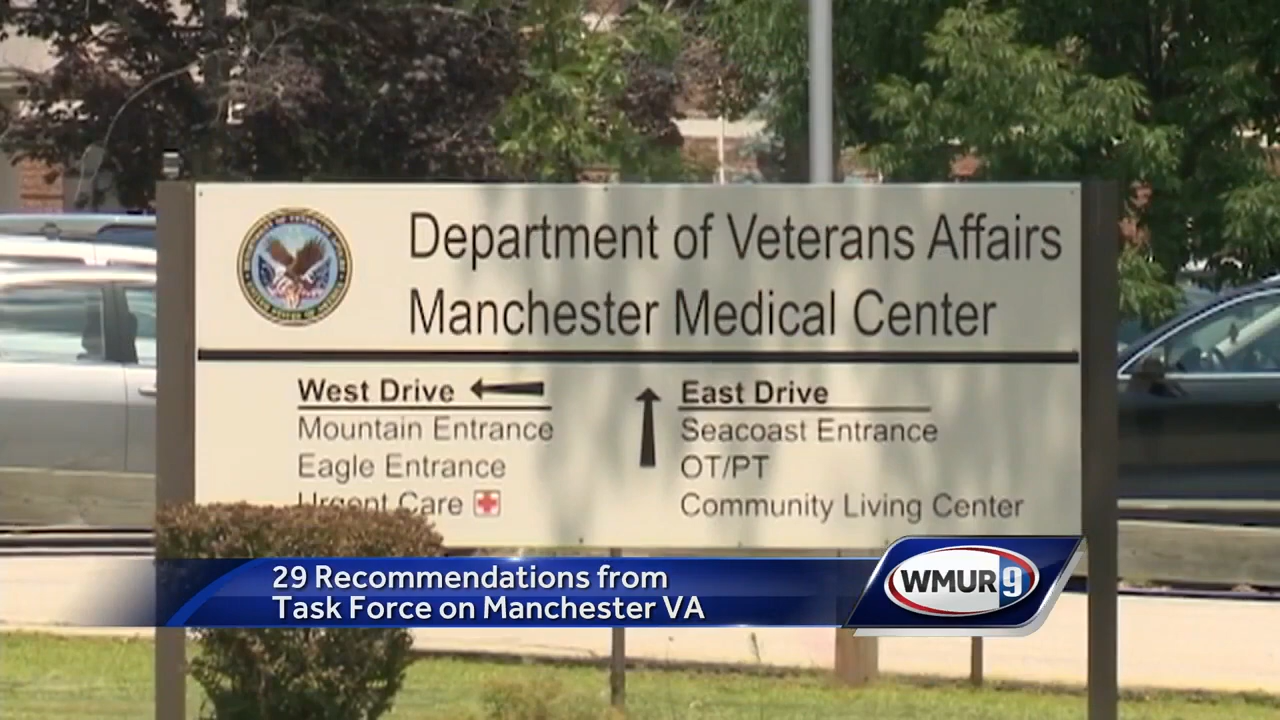 Department of Veterans Affairs
Manchester Medical Center
West Drive
Mountain Entrance
Eagle Entrance
Urgent Care
East Drive
Seacoast Entrance
OT/PT
Community Living Center
29 Recommendations from
Task Force on Manchester VA
WMUR 9